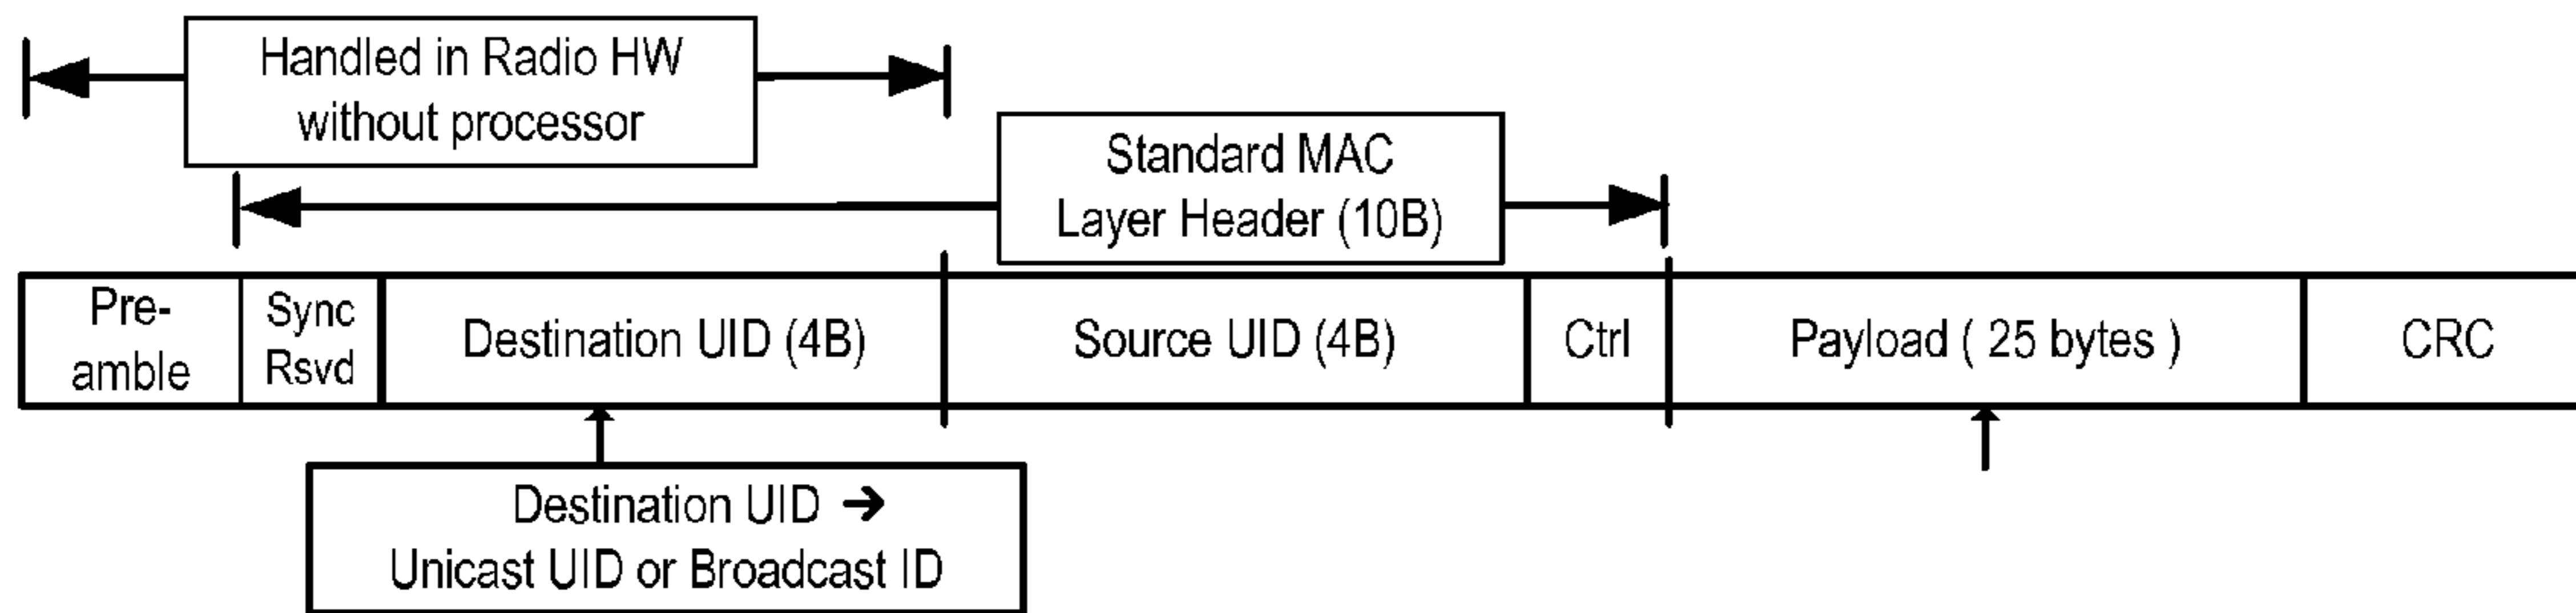 Handled in Radio HW
without processor
Standard MAC
Layer Header (10B)
Pre-
amble
Sync
Rsvd
Destination UID (4B)
Source UID (4B)
Ctrl
Payload ( 25 bytes )
CRC
Destination UID →
Unicast UID or Broadcast ID